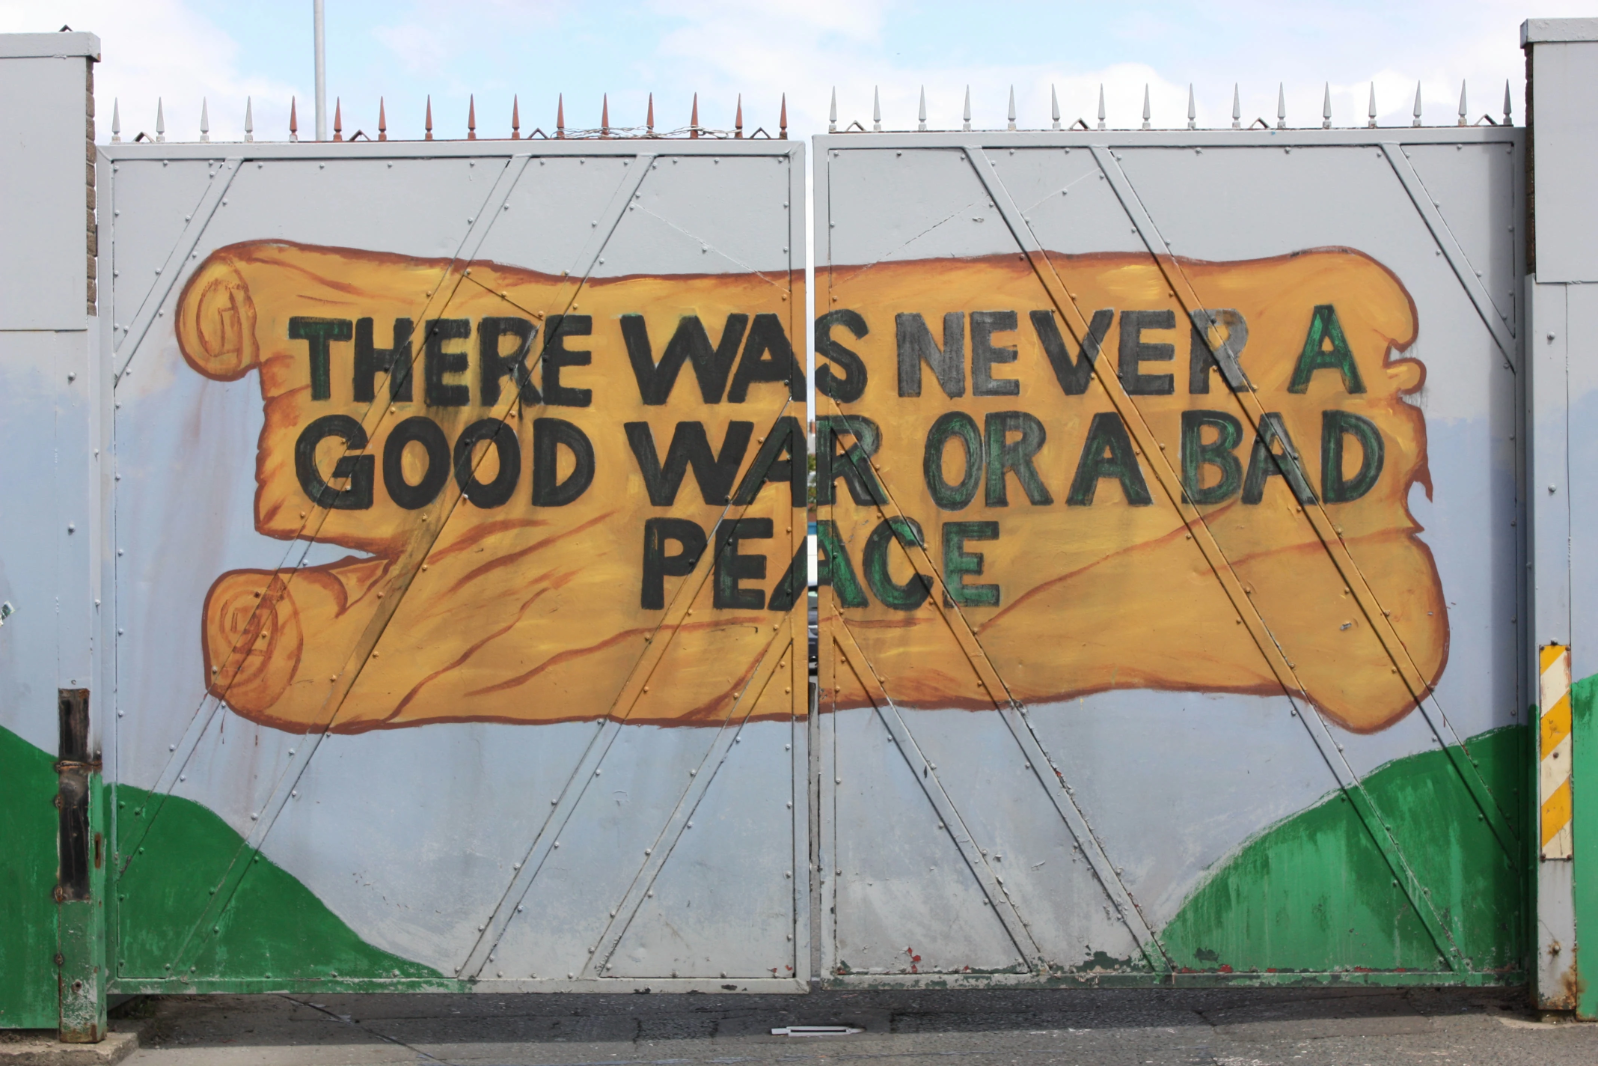 THERE WAS NEVER A
GOOD WAR OR A BAD
PEACE